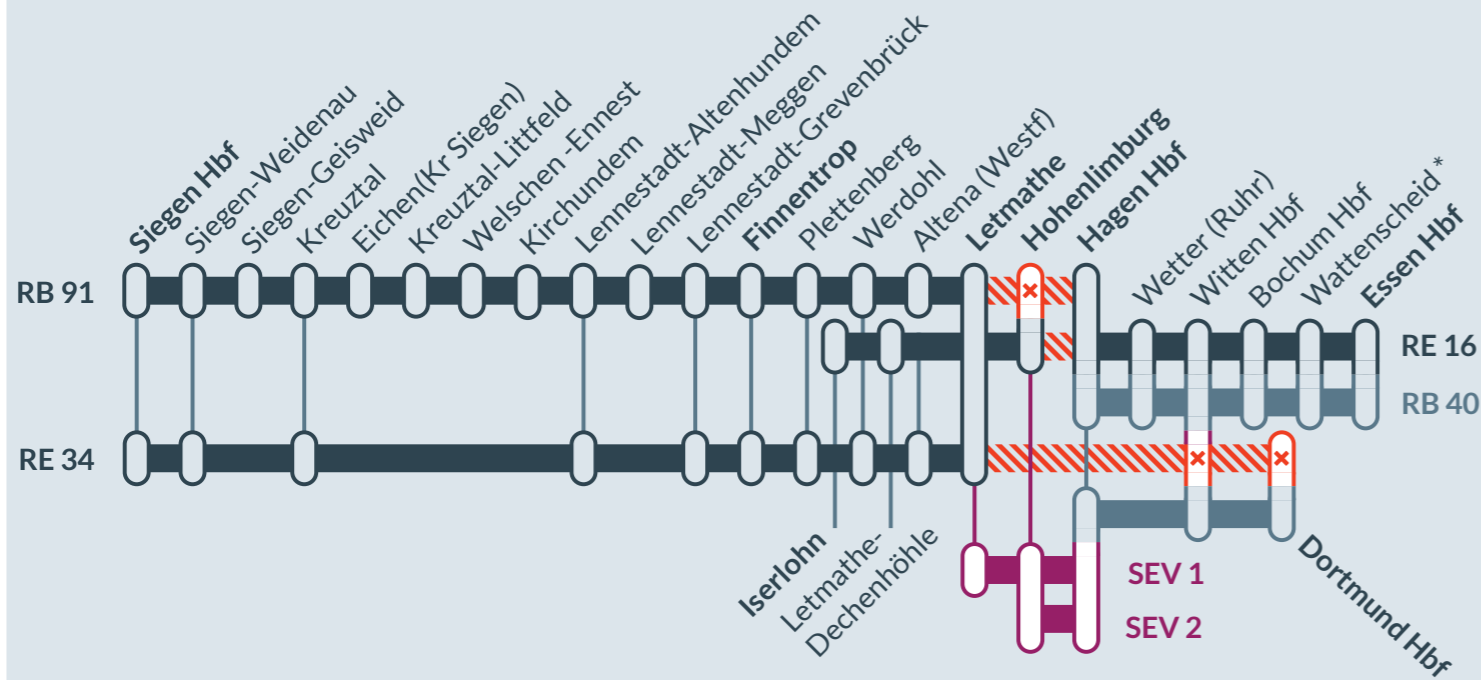 Siegen Hbf
Siegen-Weidenau
Siegen-Geisweid
Kreuztal
Eichen(Kr Siegen)
Kreuztal-Littfeld
Welschen -Ennest
Kirchundem
Lennestadt-Altenhundem
Lennestadt-Meggen
Lennestadt-Grevenbrück
Finnentrop
Plettenberg
Werdohl
Altena (Westf)
Letmathe
Hohenlimburg
Hagen Hbf
Wetter (Ruhr)
Witten Hbf
Bochum Hbf
Wattenscheid *
Essen Hbf
RB 91
RE 16
RB 40
RE 34
Iserlohn
Letmathe-
Dechenhöhle
SEV 1
SEV 2
Dortmund Hbf